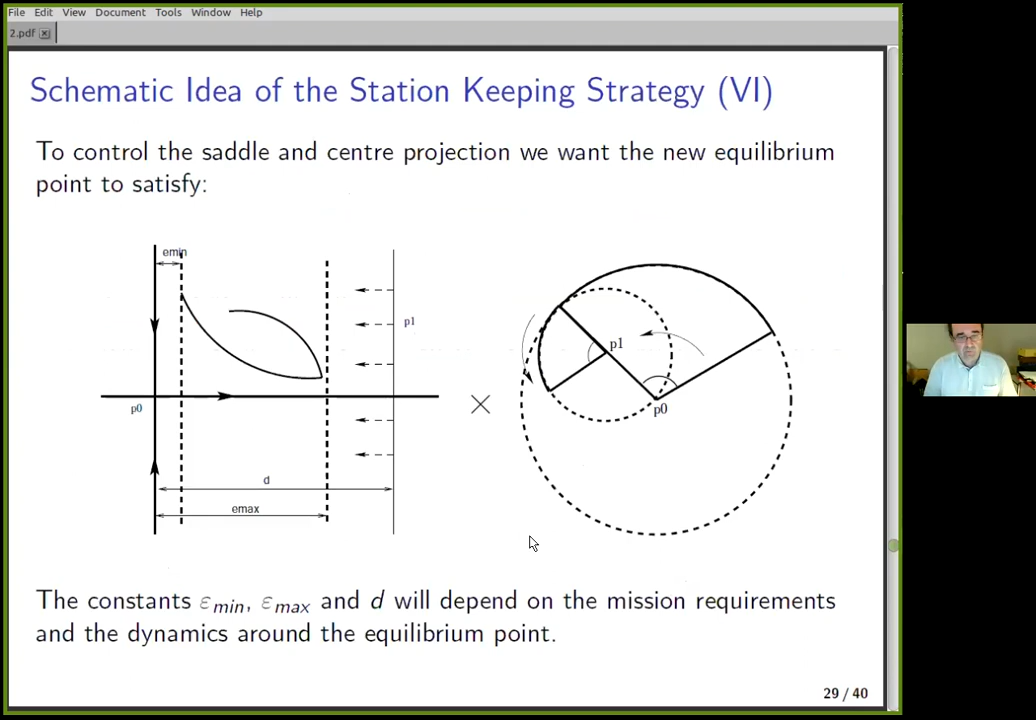 File Edit View Document Tools Window Help
2.pdf
Schematic Idea of the Station Keeping Strategy (VI)
To control the saddle and centre projection we want the new equilibrium
point to satisfy:
emin
p1
p0
d
emax
×
p1
p0
The constants εmin, εmax and d will depend on the mission requirements
and the dynamics around the equilibrium point.
29 / 40